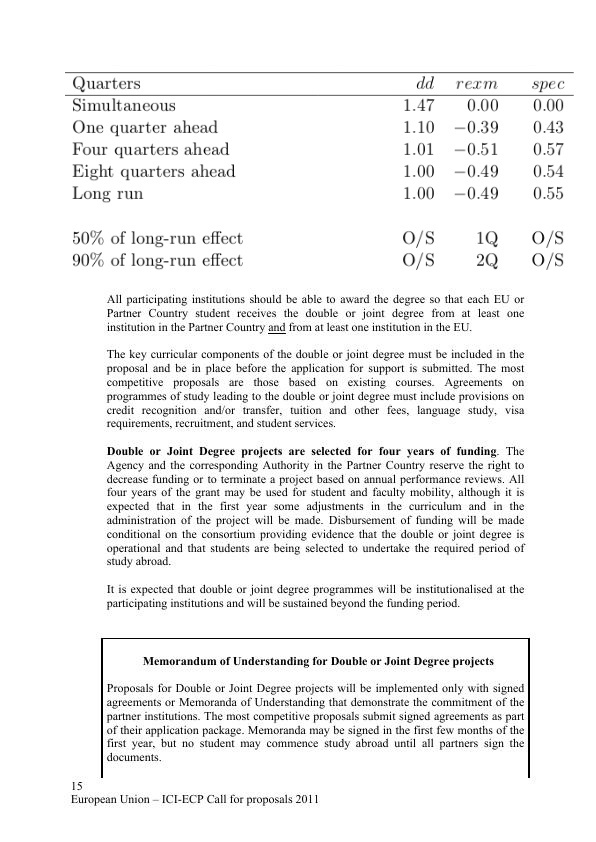 Quarters dd rexm spec
Simultaneous 1.47 0.00 0.00
One quarter ahead 1.10 −0.39 0.43
Four quarters ahead 1.01 −0.51 0.57
Eight quarters ahead 1.00 −0.49 0.54
Long run 1.00 −0.49 0.55
50% of long-run effect O/S 1Q O/S
90% of long-run effect O/S 2Q O/S
All participating institutions should be able to award the degree so that each EU or
Partner Country student receives the double or joint degree from at least one
institution in the Partner Country and from at least one institution in the EU.
The key curricular components of the double or joint degree must be included in the
proposal and be in place before the application for support is submitted. The most
competitive proposals are those based on existing courses. Agreements on
programmes of study leading to the double or joint degree must include provisions on
credit recognition and/or transfer, tuition and other fees, language study, visa
requirements, recruitment, and student services.
Double or Joint Degree projects are selected for four years of funding. The
Agency and the corresponding Authority in the Partner Country reserve the right to
decrease funding or to terminate a project based on annual performance reviews. All
four years of the grant may be used for student and faculty mobility, although it is
expected that in the first year some adjustments in the curriculum and in the
administration of the project will be made. Disbursement of funding will be made
conditional on the consortium providing evidence that the double or joint degree is
operational and that students are being selected to undertake the required period of
study abroad.
It is expected that double or joint degree programmes will be institutionalised at the
participating institutions and will be sustained beyond the funding period.
Memorandum of Understanding for Double or Joint Degree projects
Proposals for Double or Joint Degree projects will be implemented only with signed
agreements or Memoranda of Understanding that demonstrate the commitment of the
partner institutions. The most competitive proposals submit signed agreements as part
of their application package. Memoranda may be signed in the first few months of the
first year, but no student may commence study abroad until all partners sign the
documents.
15
European Union – ICI-ECP Call for proposals 2011